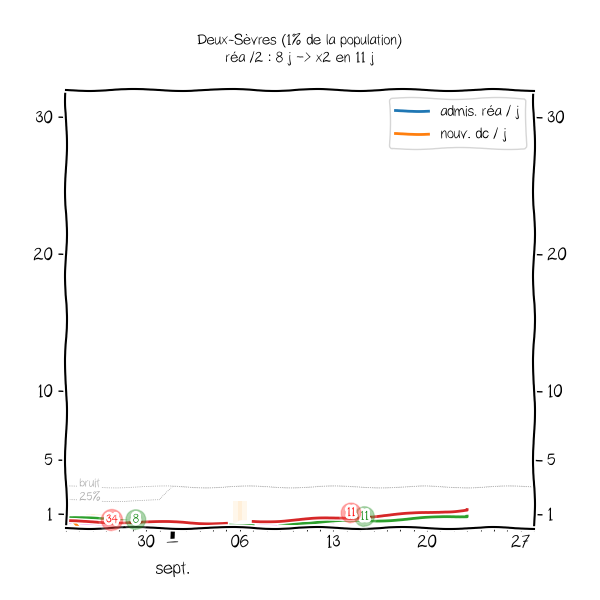 Deux-Sèvres (1% de la population)
réa /2 : 8 j -> x2 en 11 j
admis. réa / j
nouv. dc / j
30 30
20 20
10 10
5 5
bruit
25%
1 34 8 11 11 1
30 06 13 20 27
sept.